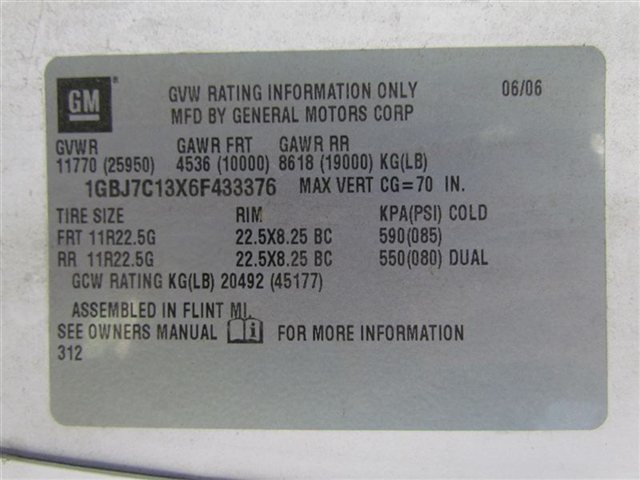 GM®
GVW RATING INFORMATION ONLY 06/06
MFD BY GENERAL MOTORS CORP
GVWR GAWR FRT GAWR RR
11770 (25950) 4536 (10000) 8618 (19000) KG(LB)
1GBJ7C13X6F433376 MAX VERT CG=70 IN.
TIRE SIZE RIM KPA(PSI) COLD
FRT 11R22.5G 22.5X8.25 BC 590(085)
RR 11R22.5G 22.5X8.25 BC 550(080) DUAL
GCW RATING KG(LB) 20492 (45177)
ASSEMBLED IN FLINT MI.
SEE OWNERS MANUAL i FOR MORE INFORMATION
312